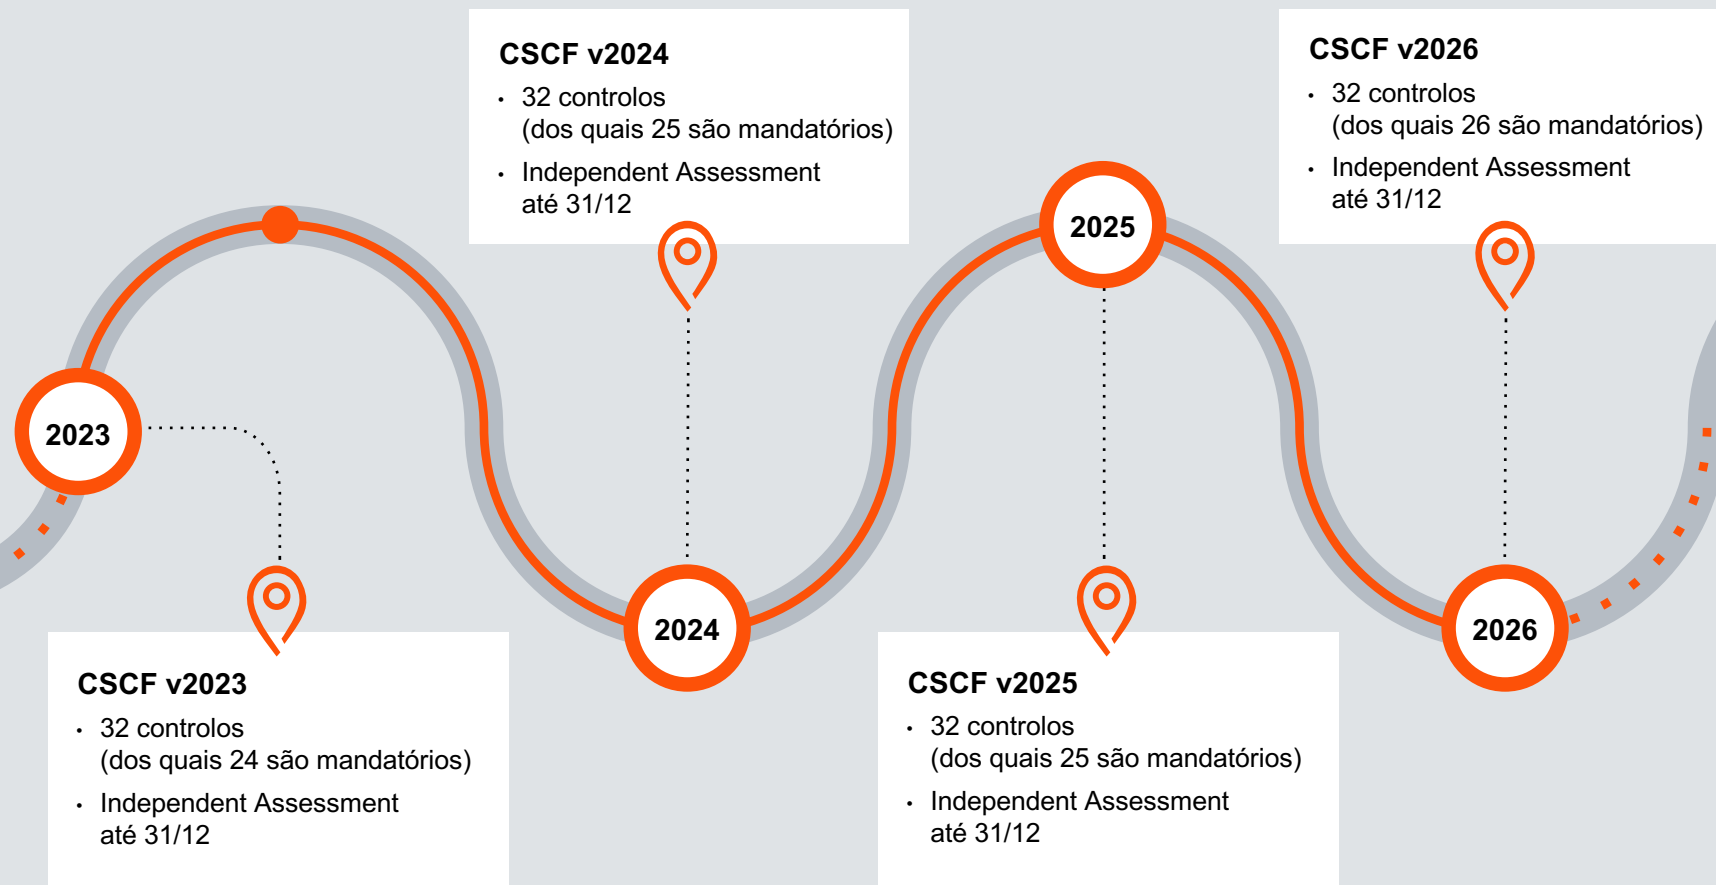 CSCF v2024
• 32 controlos
(dos quais 25 são mandatórios)
• Independent Assessment
até 31/12
CSCF v2026
• 32 controlos
(dos quais 26 são mandatórios)
• Independent Assessment
até 31/12
2023
2024
2025
2026
CSCF v2023
• 32 controlos
(dos quais 24 são mandatórios)
• Independent Assessment
até 31/12
CSCF v2025
• 32 controlos
(dos quais 25 são mandatórios)
• Independent Assessment
até 31/12